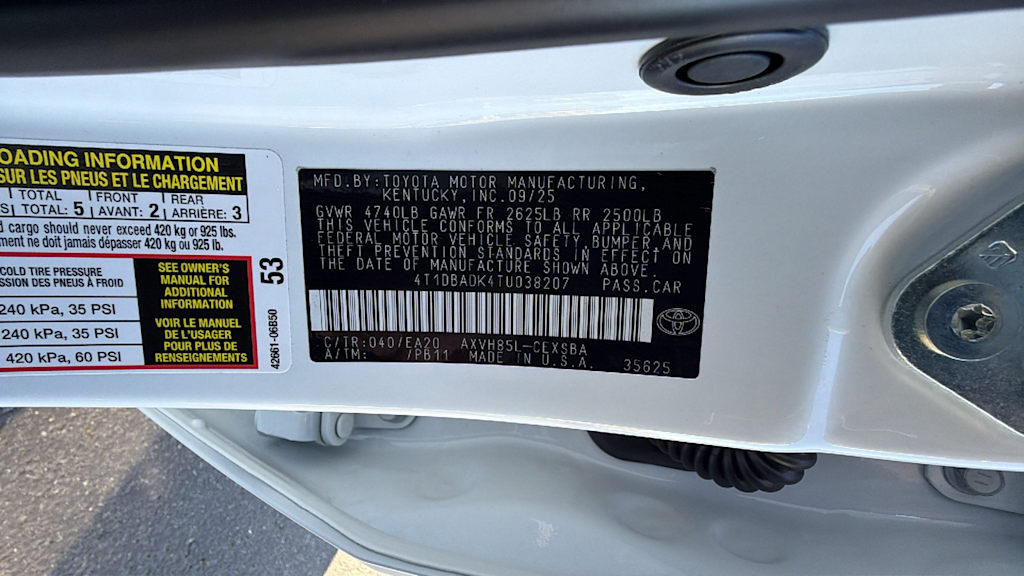 OADING INFORMATION
SUR LES PNEUS ET LE CHARGEMENT
TOTAL FRONT REAR
TOTAL: 5 AVANT: 2 ARRIÈRE: 3
cargo should never exceed 420 kg or 925 lbs.
ne doit jamais dépasser 420 kg ou 925 lb.
COLD TIRE PRESSURE
DES PNEUS À FROID
240 kPa, 35 PSI
240 kPa, 35 PSI
420 kPa, 60 PSI
SEE OWNER'S
MANUAL FOR
ADDITIONAL
INFORMATION
VOIR LE MANUEL
DE L'USAGER
POUR PLUS DE
RENSEIGNEMENTS
53
42661-06B50
MFD.BY:TOYOTA MOTOR MANUFACTURING,
KENTUCKY,INC.09/25
GVWR 4740LB GAWR FR 2625LB RR 2500LB
THIS VEHICLE CONFORMS TO ALL APPLICABLE
FEDERAL MOTOR VEHICLE SAFETY,BUMPER,AND
THEFT PREVENTION STANDARDS IN EFFECT ON
THE DATE OF MANUFACTURE SHOWN ABOVE.
4T1DBADK4TU038207 PASS.CAR
C/TR:040/EA20 AXVH85L-CEXSBA
A/TM: /PB11 MADE IN U.S.A. 35625